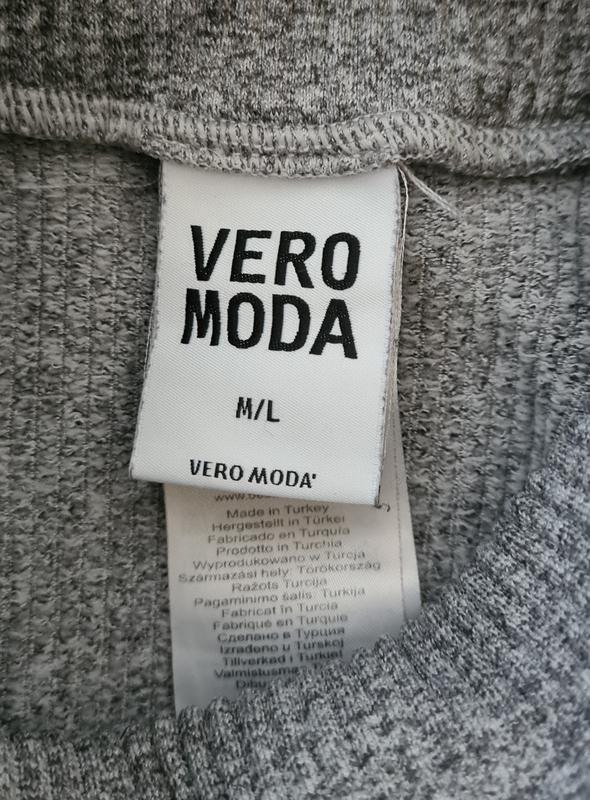 VERO
MODA
M/L
VERO MODA'
Made in Turkey
Hergestellt in Türkei
Fabricado en Turquía
Prodotto in Turchia
Wyprodukowano w Turcja
Származási hely: Törökország
Ražots Turcija
Pagaminimo šalis: Turkija
Fabricat în Turcia
Fabriqué en Turquie
Сделано в Турция
Izrađeno u Turskoj
Tillverkad i Turkiet